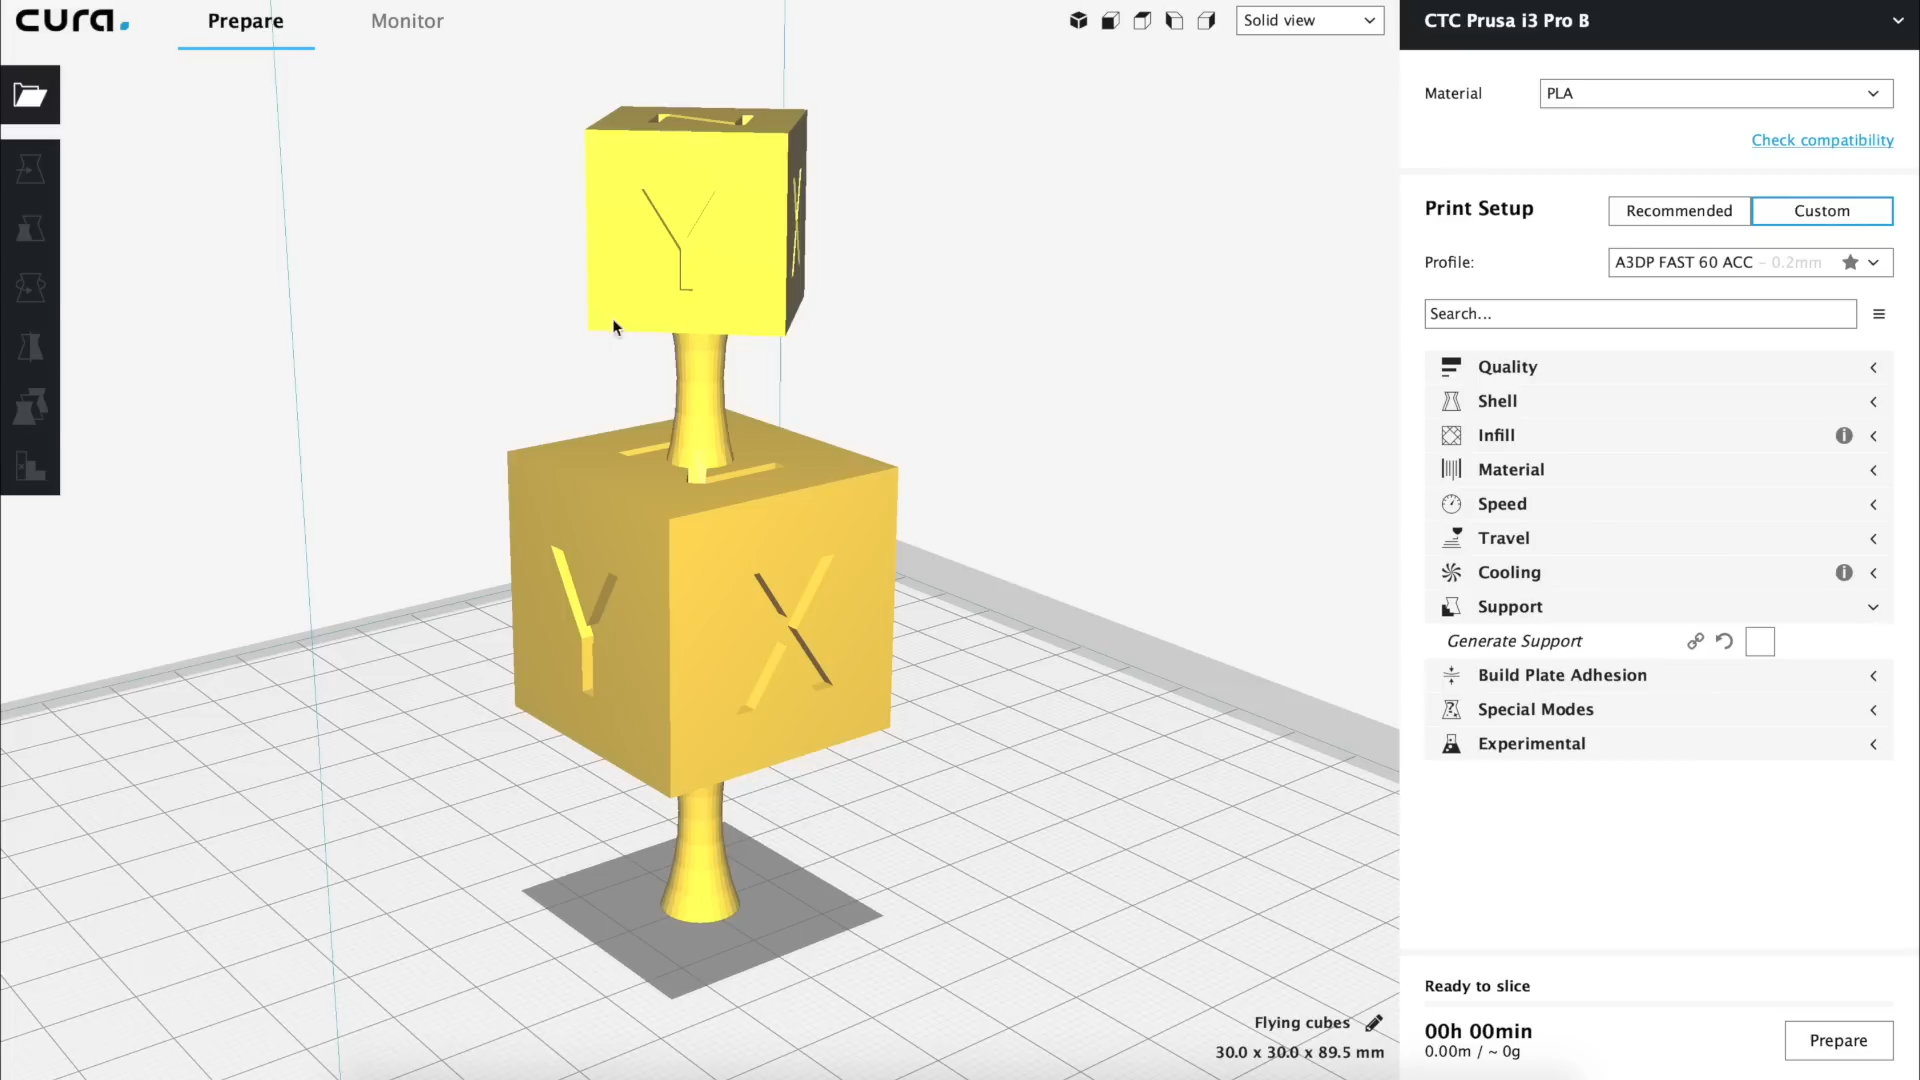 cura.
Prepare
Monitor
Solid view
CTC Prusa i3 Pro B
Material
PLA
Check compatibility
Print Setup
Recommended
Custom
Profile:
A3DP FAST 60 ACC - 0.2mm
Search...
Quality
Shell
Infill
Material
Speed
Travel
Cooling
Support
Generate Support
Build Plate Adhesion
Special Modes
Experimental
Y
X
Y
X
Flying cubes
30.0 x 30.0 x 89.5 mm
Ready to slice
00h 00min
0.00m / ~ 0g
Prepare